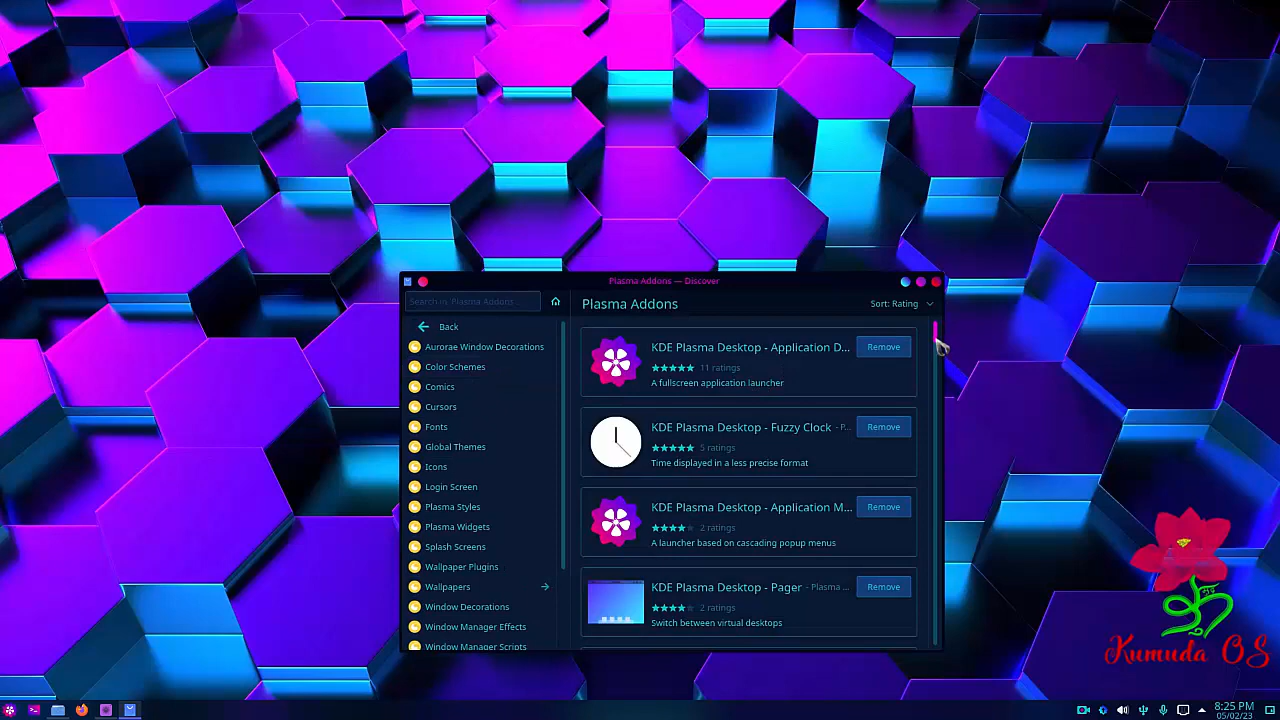 Plasma Addons — Discover
Search in 'Plasma Addons'...
Plasma Addons
Sort: Rating
Back
Aurorae Window Decorations
Color Schemes
Comics
Cursors
Fonts
Global Themes
Icons
Login Screen
Plasma Styles
Plasma Widgets
Splash Screens
Wallpaper Plugins
Wallpapers
Window Decorations
Window Manager Effects
Window Manager Scripts
KDE Plasma Desktop - Application D...
Remove
11 ratings
A fullscreen application launcher
KDE Plasma Desktop - Fuzzy Clock - P...
Remove
5 ratings
Time displayed in a less precise format
KDE Plasma Desktop - Application M...
Remove
2 ratings
A launcher based on cascading popup menus
KDE Plasma Desktop - Pager - Plasma ...
Remove
2 ratings
Switch between virtual desktops
Kumuda OS
8:25 PM
05/02/23